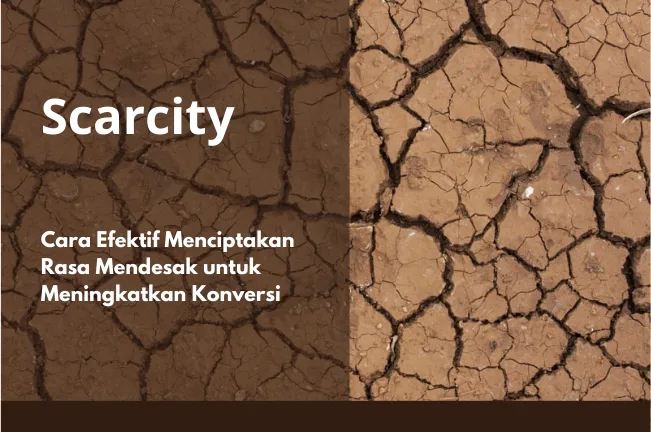 Scarcity
Cara Efektif Menciptakan
Rasa Mendesak untuk
Meningkatkan Konversi